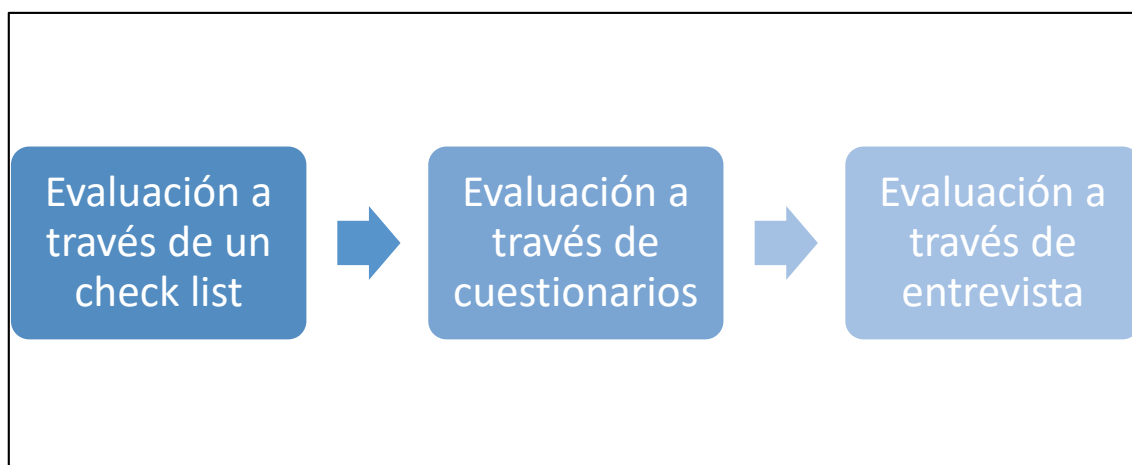 Evaluación a
través de un
check list
Evaluación a
través de
cuestionarios
Evaluación a
través de
entrevista